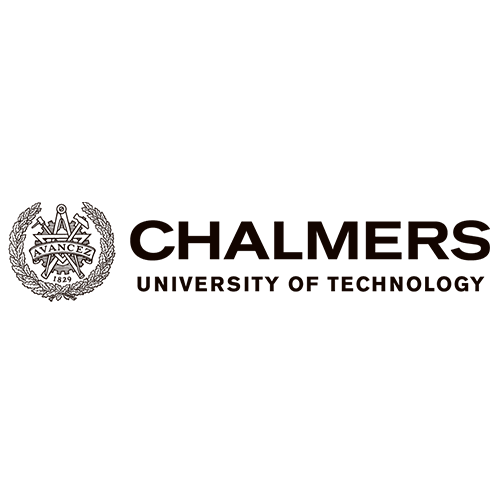 AVANCEZ
1829
CHALMERS
UNIVERSITY OF TECHNOLOGY